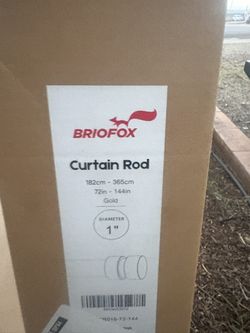 BRIOFOX
Curtain Rod
182cm - 365cm
72in - 144in
Gold
DIAMETER
1"